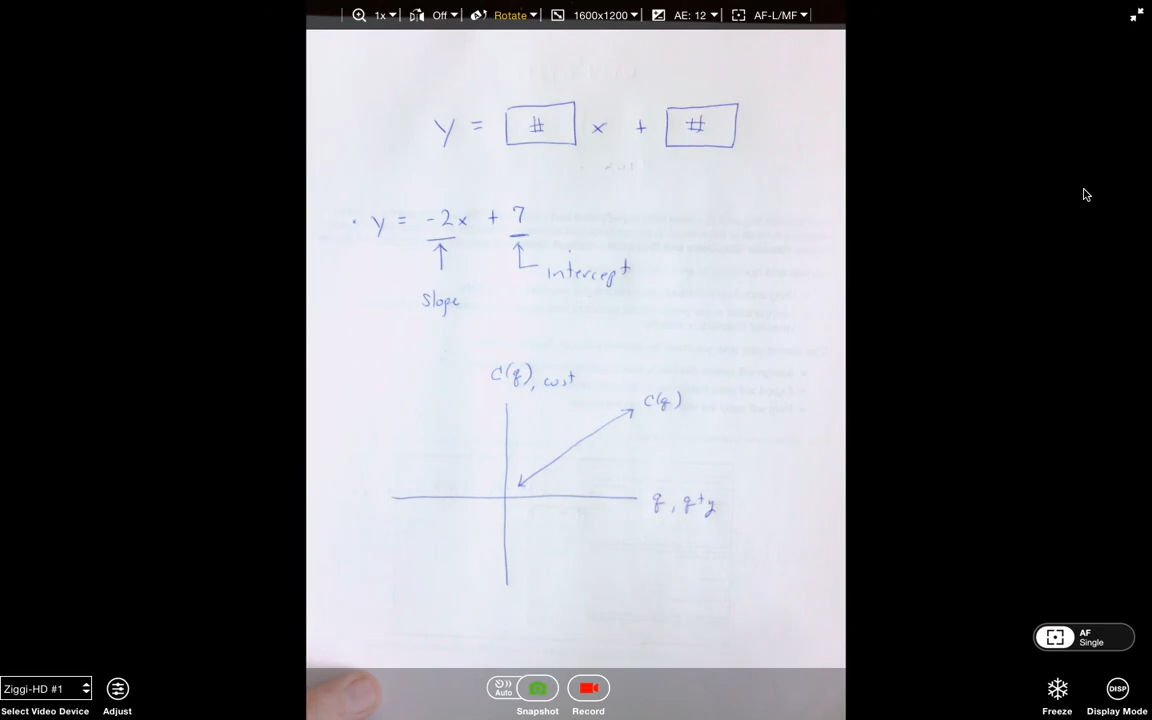 1x Off Rotate 1600x1200 AE: 12 AF-L/MF
y = # x + #
· y = -2x + 7
intercept
slope
C(q), cost
C(q)
q, qty
AF
Single
Ziggi-HD #1
Auto
Select Video Device Adjust Snapshot Record Freeze Display Mode
DISP